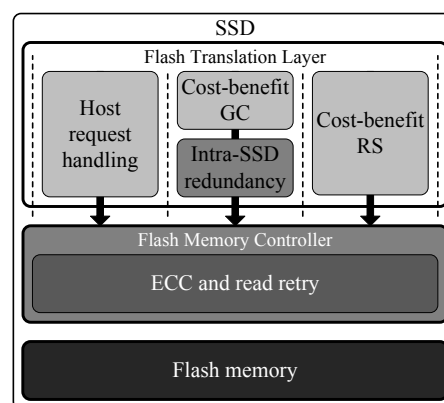 SSD
Flash Translation Layer
Host
request
handling
Cost-benefit
GC
Intra-SSD
redundancy
Cost-benefit
RS
Flash Memory Controller
ECC and read retry
Flash memory